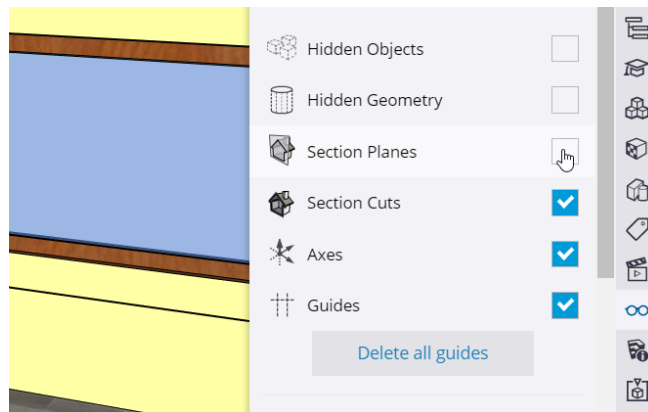 Hidden Objects
Hidden Geometry
Section Planes
Section Cuts
Axes
Guides
Delete all guides